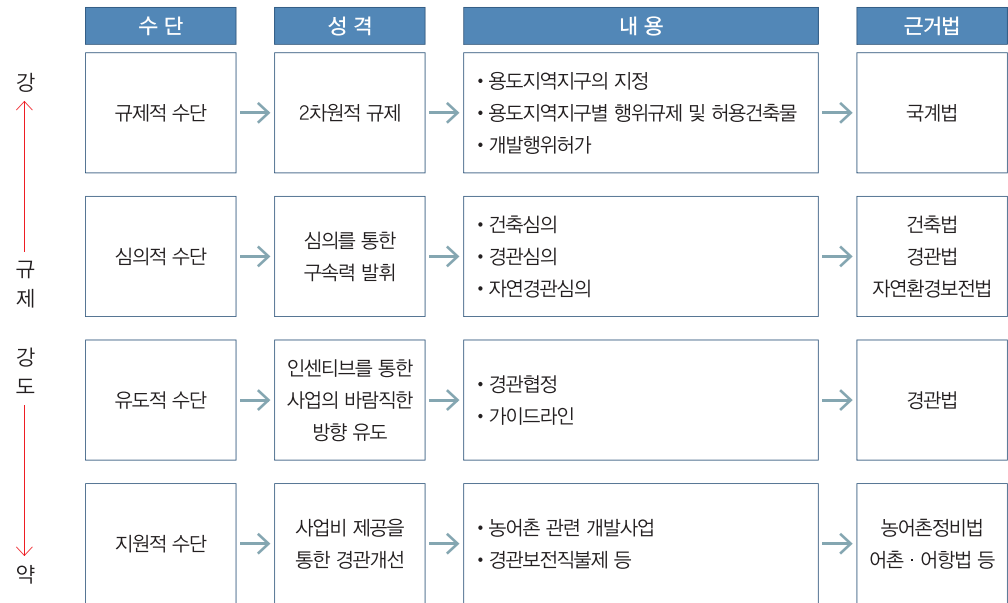 수 단
성 격
내 용
근거법
강
규
제
강
도
약
규제적 수단
2차원적 규제
• 용도지역지구의 지정
• 용도지역지구별 행위규제 및 허용건축물
• 개발행위허가
국계법
심의적 수단
심의를 통한
구속력 발휘
• 건축심의
• 경관심의
• 자연경관심의
건축법
경관법
자연환경보전법
유도적 수단
인센티브를 통한
사업의 바람직한
방향 유도
• 경관협정
• 가이드라인
경관법
지원적 수단
사업비 제공을
통한 경관개선
• 농어촌 관련 개발사업
• 경관보전직불제 등
농어촌정비법
어촌 · 어항법 등